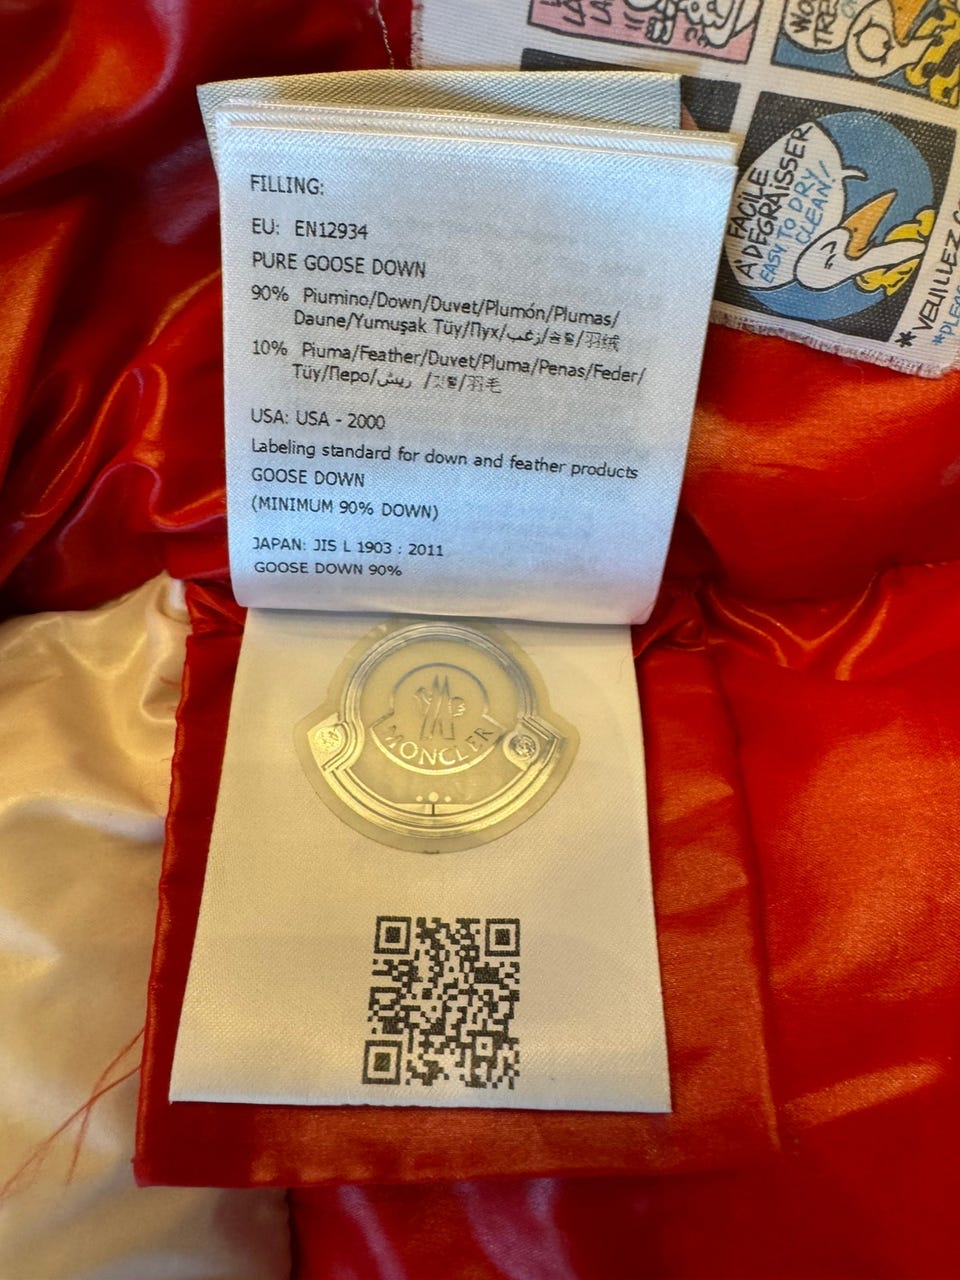 FACILE
À DÉGRAISSER
EASY TO DRY
CLEAN!
*VEUILLEZ
FILLING:
EU: EN12934
PURE GOOSE DOWN
90% Piumino/Down/Duvet/Plumón/Plumas/
Daune/Yumuşak Tüy/Пух/زغب/솜털/羽绒
10% Piuma/Feather/Duvet/Pluma/Penas/Feder/
Tüy/Перо/ريش /깃털/羽毛
USA: USA - 2000
Labeling standard for down and feather products
GOOSE DOWN
(MINIMUM 90% DOWN)
JAPAN: JIS L 1903 : 2011
GOOSE DOWN 90%
MONCLER